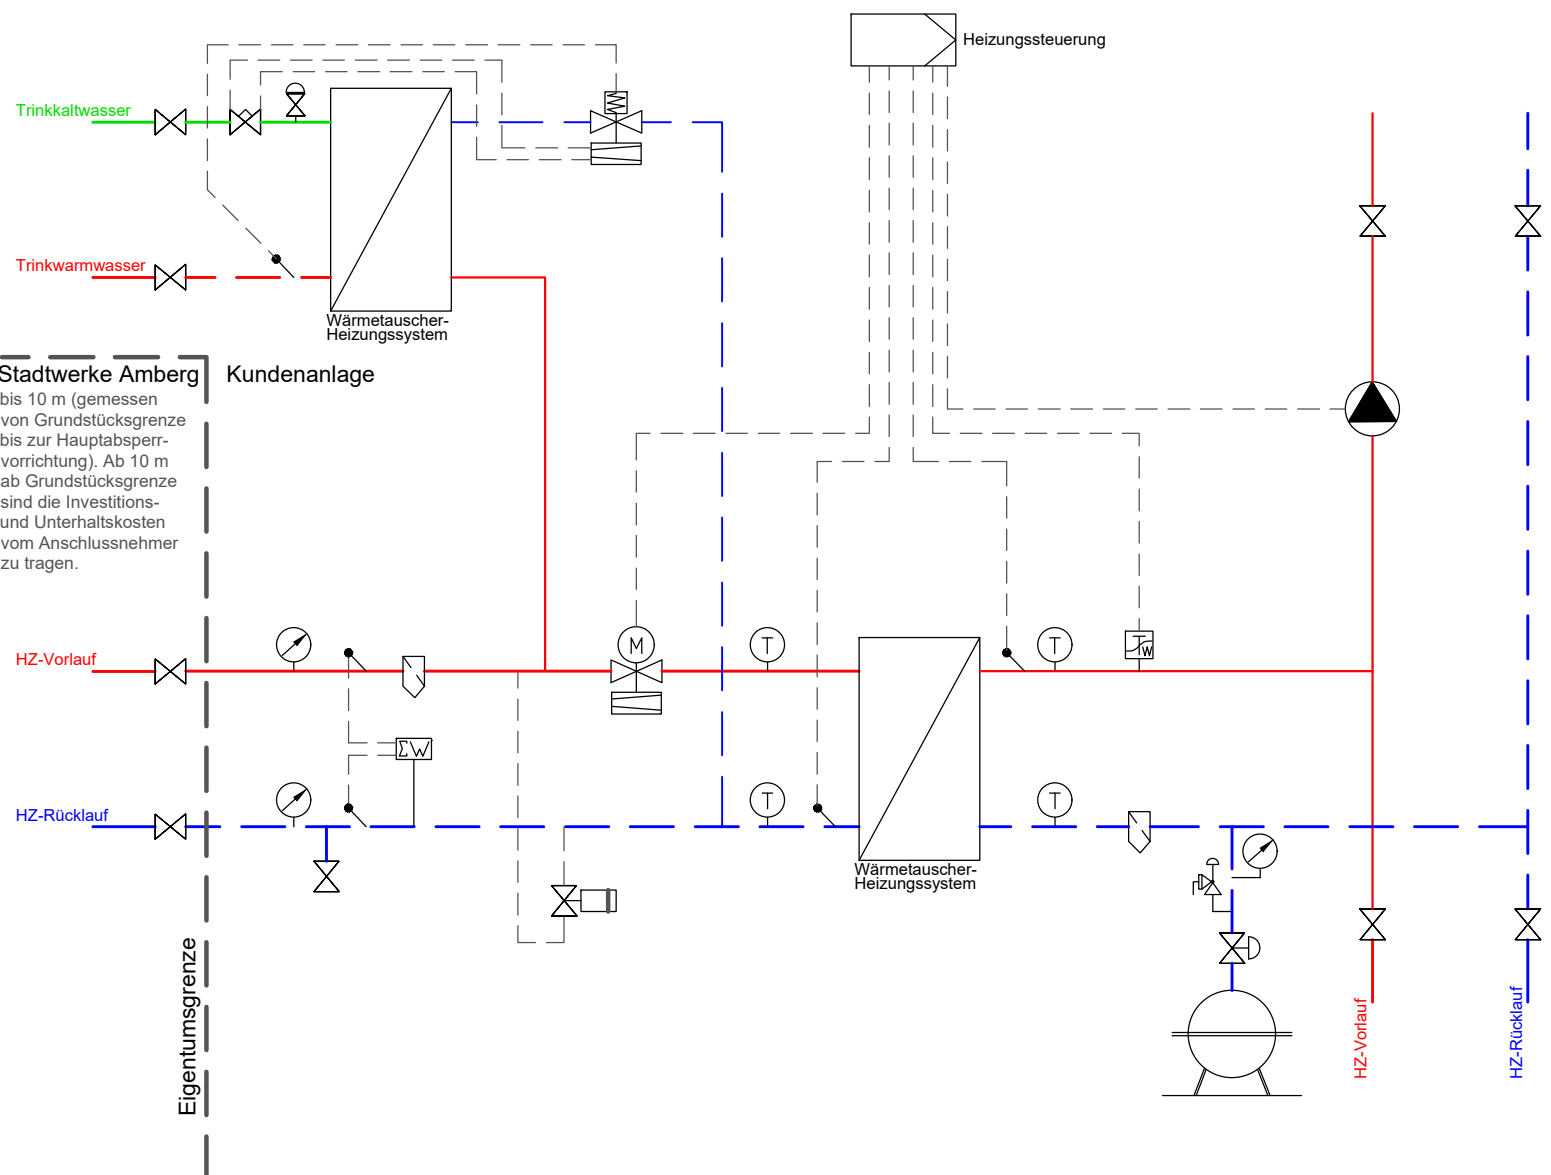 Heizungssteuerung
Trinkkaltwasser
Trinkwarmwasser
Wärmetauscher-
Heizungssystem
Stadtwerke Amberg
Kundenanlage
bis 10 m (gemessen
von Grundstücksgrenze
bis zur Hauptabsperr-
vorrichtung). Ab 10 m
ab Grundstücksgrenze
sind die Investitions-
und Unterhaltskosten
vom Anschlussnehmer
zu tragen.
HZ-Vorlauf
M
T
T
T
W
ΣW
HZ-Rücklauf
T
T
Wärmetauscher-
Heizungssystem
Eigentumsgrenze
HZ-Vorlauf
HZ-Rücklauf